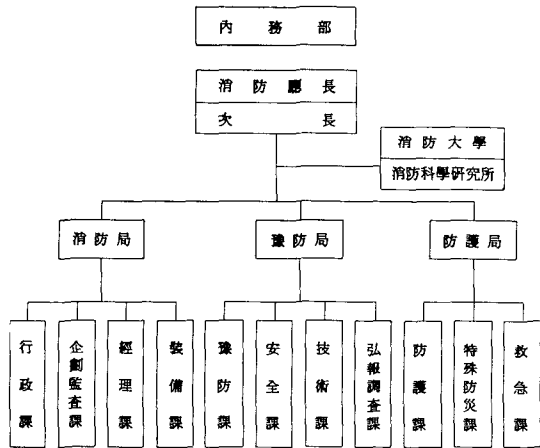 內務部
消防廳長
次長
消防大學
消防科學研究所
消防局
豫防局
防護局
行政課
企劃監査課
經理課
裝備課
豫防課
安全課
技術課
弘報調査課
防護課
特殊防災課
救急課